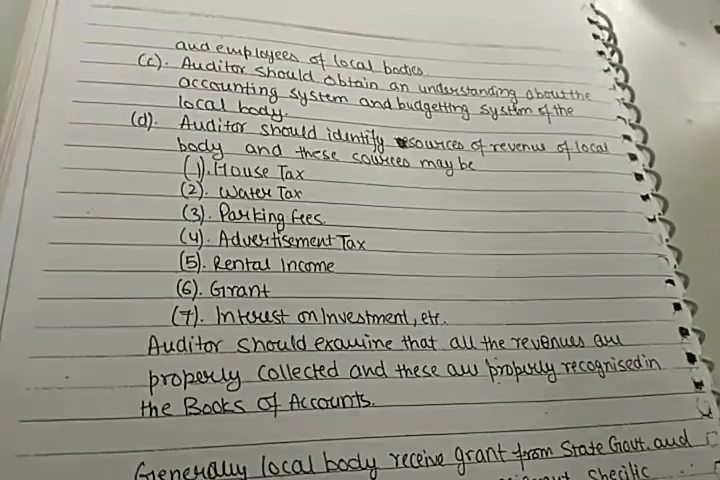 and employees of local bodies.
(c). Auditor should obtain an understanding about the
accounting system and budgetting system of the
local body.
(d). Auditor should identify sources of revenue of local
body and these sources may be
(1). House Tax
(2). Water Tax
(3). Parking fees.
(4). Advertisement Tax
(5). Rental Income
(6). Grant
(7). Interest on Investment, etc.
Auditor should examine that all the revenues are
properly collected and these are properly recognised in
the Books of Accounts.
Generally local body receive grant from State Govt. and
specific